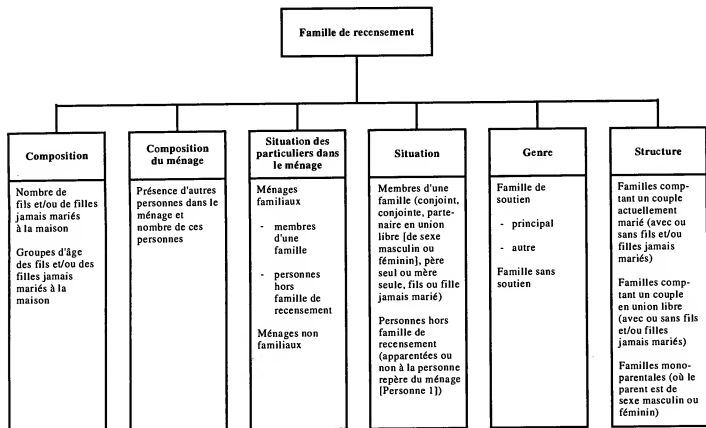 Famille de recensement
Composition
Nombre de
fils et/ou de filles
jamais mariés
à la maison
Groupes d'âge
des fils et/ou des
filles jamais
mariés à la
maison
Composition
du ménage
Présence d'autres
personnes dans le
ménage et
nombre de ces
personnes
Situation des
particuliers dans
le ménage
Ménages
familiaux
- membres
d'une
famille
- personnes
hors
famille de
recensement
Ménages non
familiaux
Situation
Membres d'une
famille (conjoint,
conjointe, parte-
naire en union
libre [de sexe
masculin ou
féminin], père
seul ou mère
seule, fils ou fille
jamais marié)
Personnes hors
famille de
recensement
(apparentées ou
non à la personne
repère du ménage
[Personne 1])
Genre
Famille de
soutien
- principal
- autre
Famille sans
soutien
Structure
Familles comp-
tant un couple
actuellement
marié (avec ou
sans fils et/ou
filles jamais
mariés)
Familles comp-
tant un couple
en union libre
(avec ou sans fils
et/ou filles
jamais mariés)
Familles mono-
parentales (où le
parent est de
sexe masculin ou
féminin)